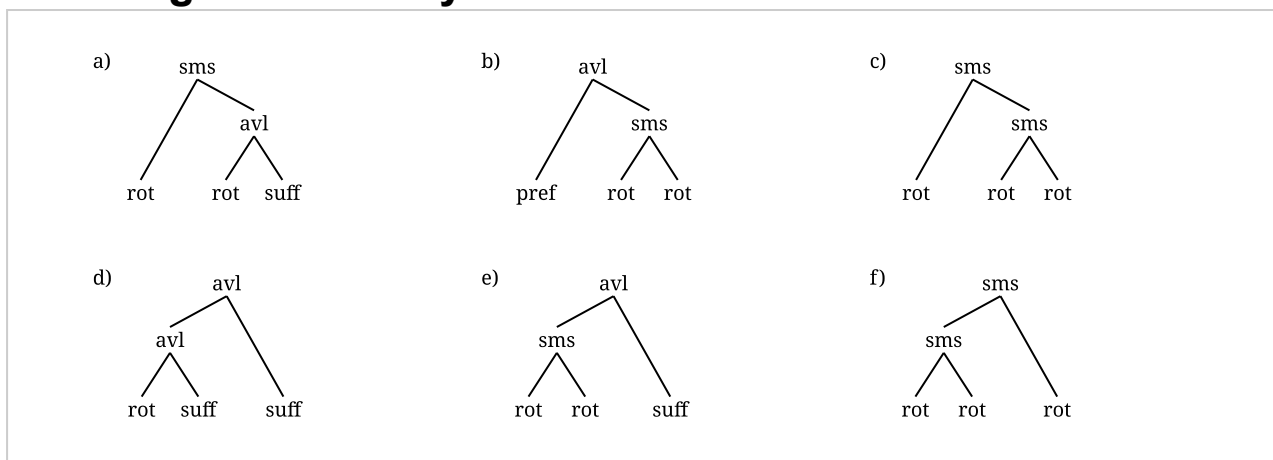 a) sms b) avl c) sms
avl sms sms
rot rot suff pref rot rot rot rot rot
d) avl e) avl f) sms
avl sms sms
rot suff suff rot rot suff rot rot rot